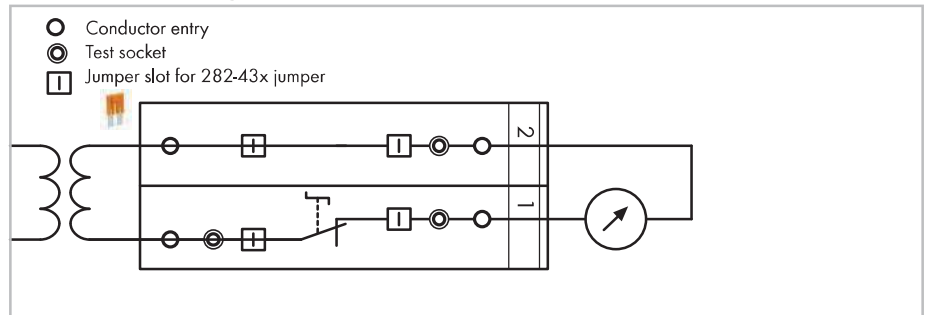 Conductor entry
Test socket
Jumper slot for 282-43x jumper
2
1